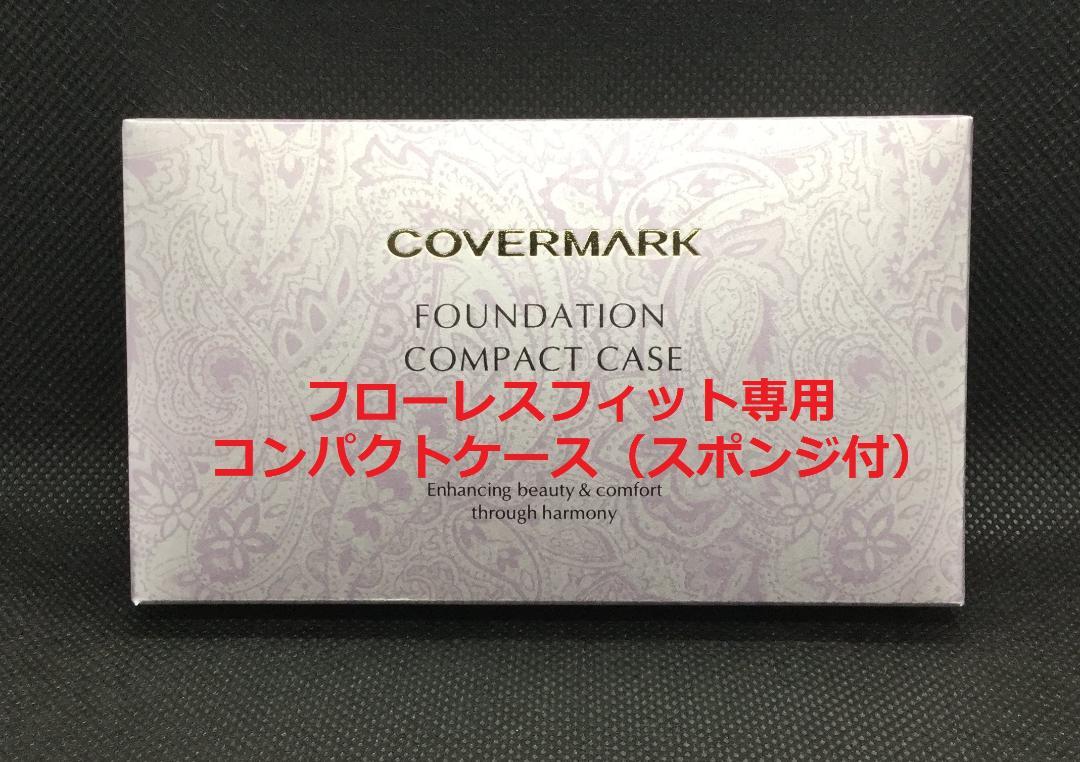 COVERMARK
FOUNDATION
COMPACT CASE
フローレスフィット専用
コンパクトケース（スポンジ付）
Enhancing beauty & comfort
through harmony